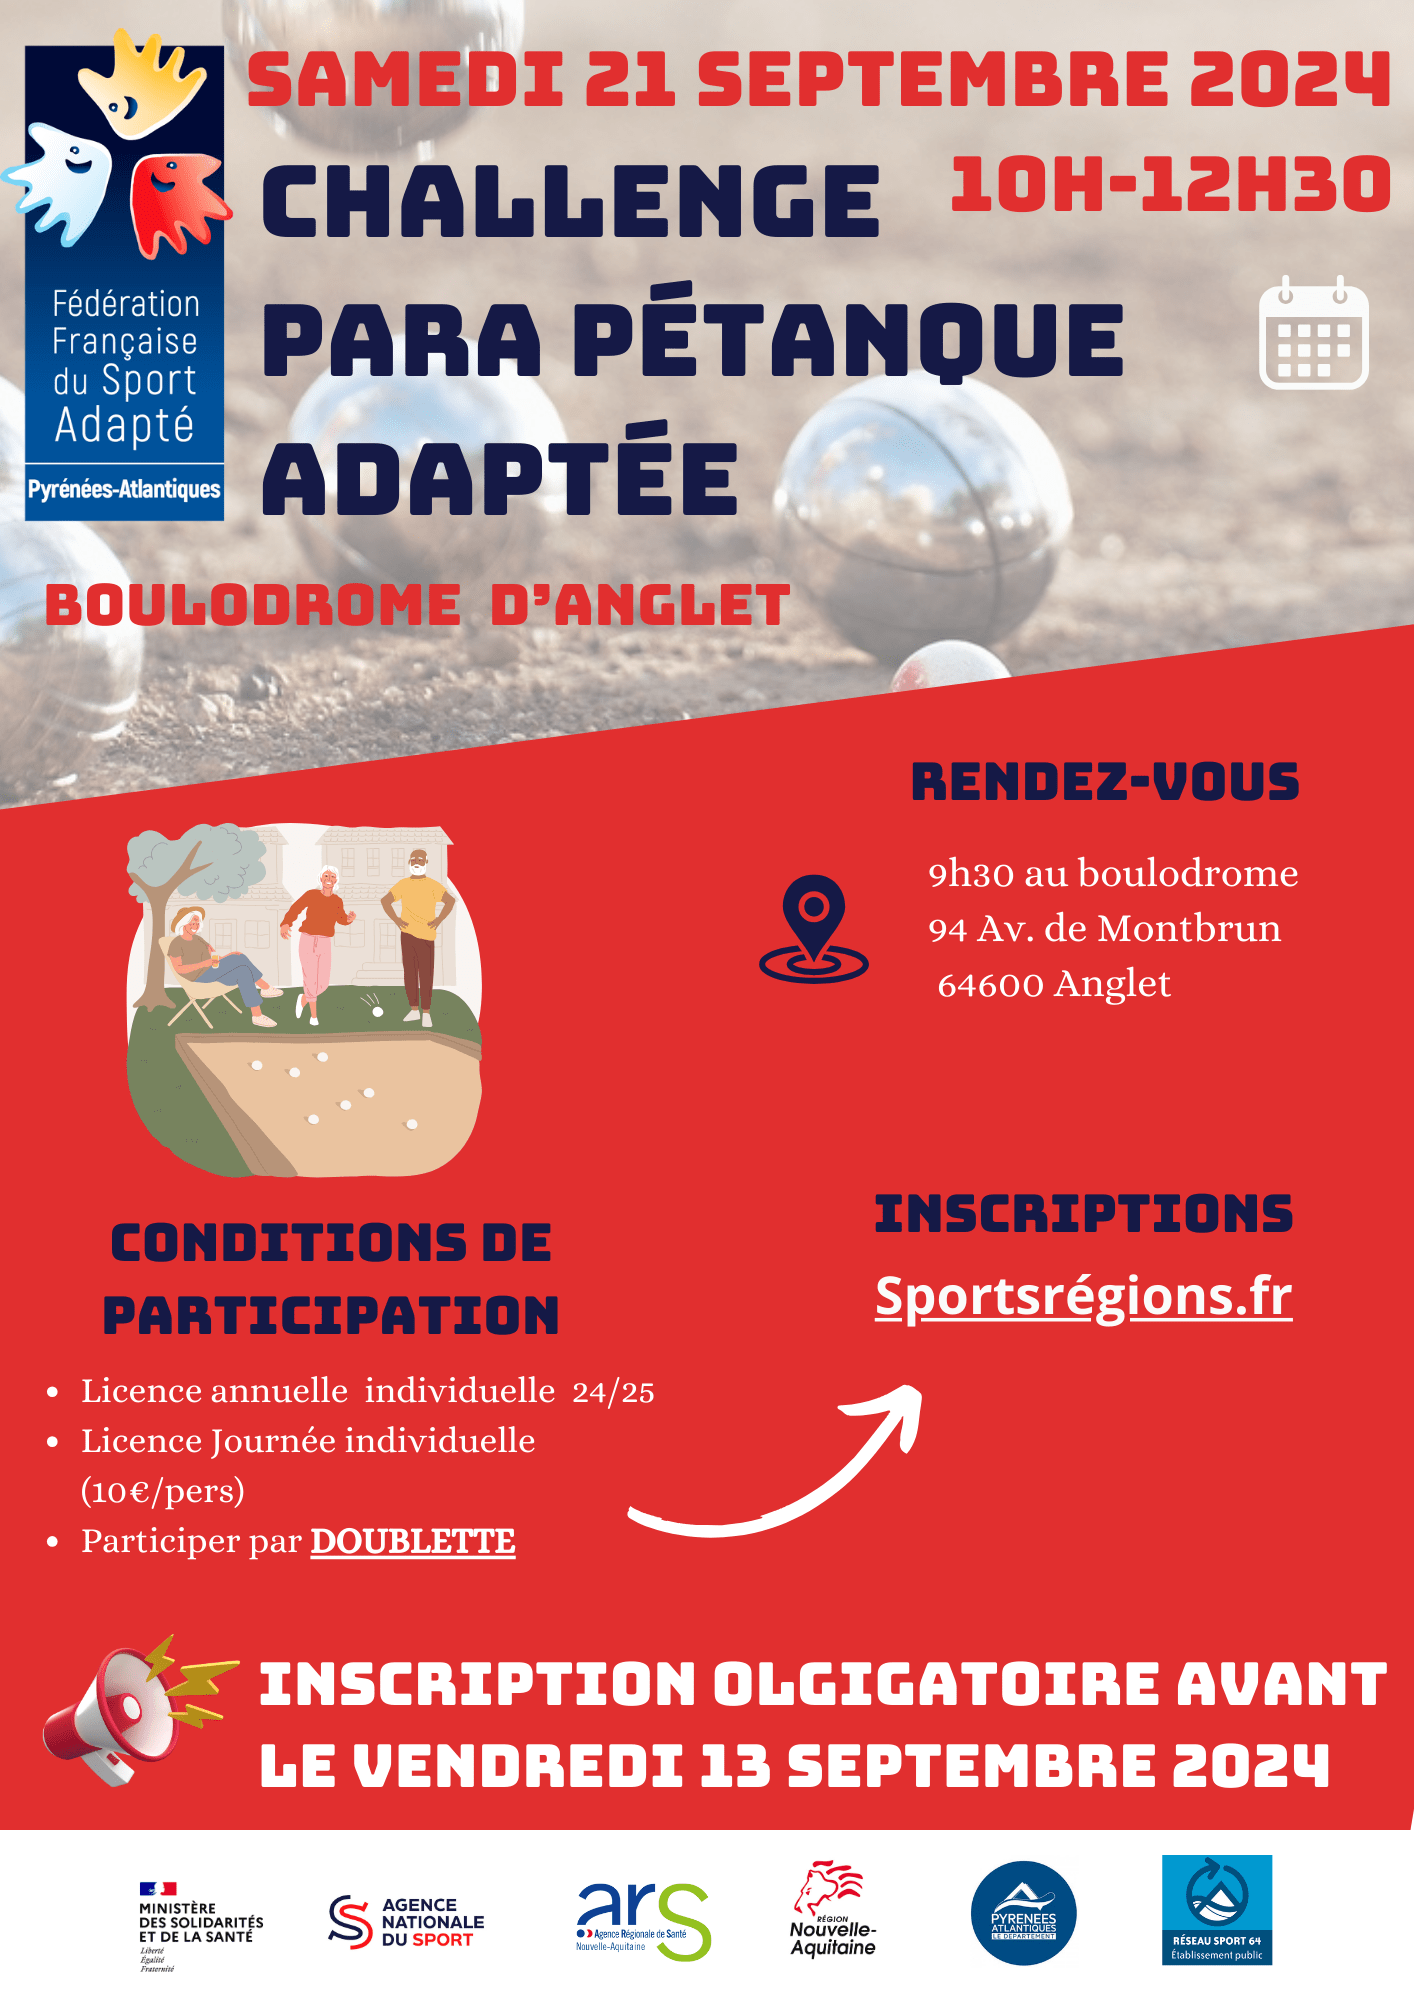 SAMEDI 21 SEPTEMBRE 2024
10H-12H30
CHALLENGE
PARA PÉTANQUE
ADAPTÉE
Fédération
Française
du Sport
Adapté
Pyrénées-Atlantiques
BOULODROME D'ANGLET
RENDEZ-VOUS
9h30 au boulodrome
94 Av. de Montbrun
64600 Anglet
INSCRIPTIONS
Sportsrégions.fr
CONDITIONS DE
PARTICIPATION
• Licence annuelle individuelle 24/25
• Licence Journée individuelle
(10€/pers)
• Participer par DOUBLETTE
INSCRIPTION OLGIGATOIRE AVANT
LE VENDREDI 13 SEPTEMBRE 2024
MINISTÈRE
DES SOLIDARITÉS
ET DE LA SANTÉ
Liberté
Égalité
Fraternité
AGENCE
NATIONALE
DU SPORT
ars
Agence Régionale de Santé
Nouvelle-Aquitaine
RÉGION
Nouvelle-
Aquitaine
PYRENEES
ATLANTIQUES
LE DEPARTEMENT
RÉSEAU SPORT 64
Établissement public